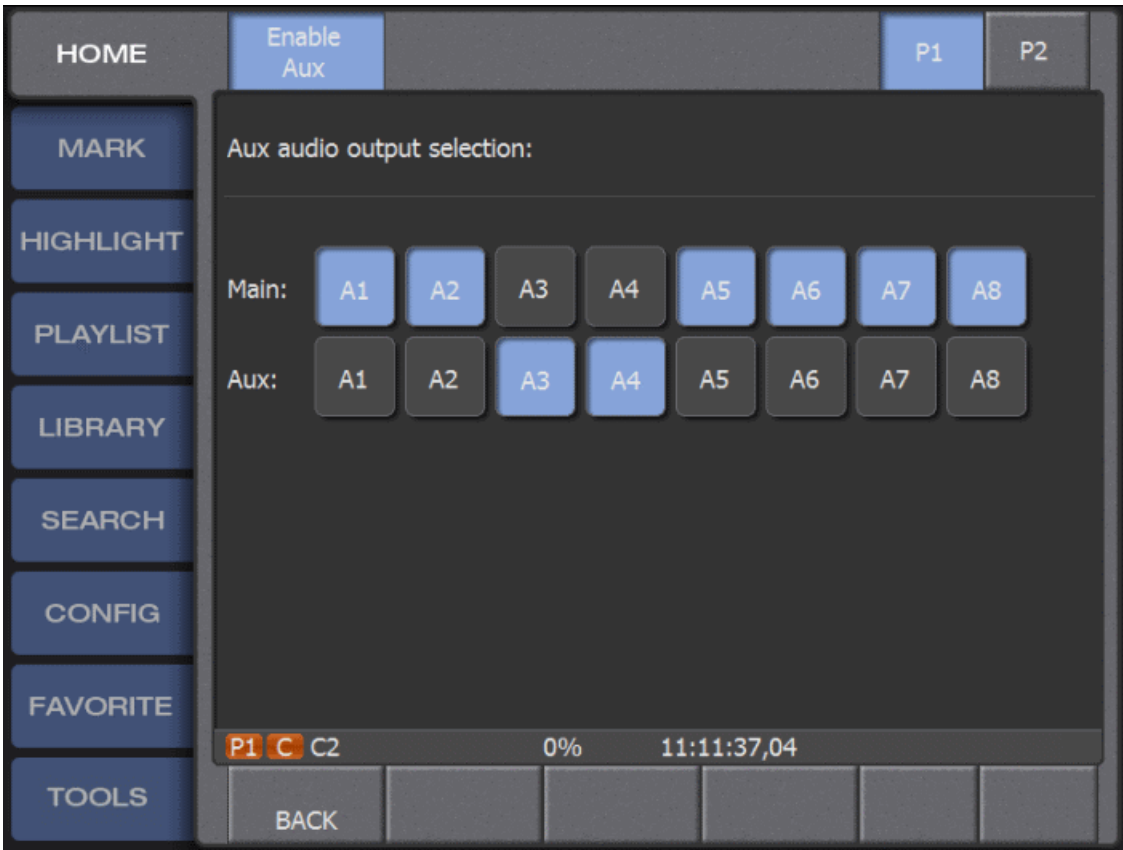 HOME
Enable
Aux
P1 P2
MARK
Aux audio output selection:
HIGHLIGHT
Main: A1 A2 A3 A4 A5 A6 A7 A8
PLAYLIST
Aux: A1 A2 A3 A4 A5 A6 A7 A8
LIBRARY
SEARCH
CONFIG
FAVORITE
P1 C C2 0% 11:11:37,04
TOOLS
BACK